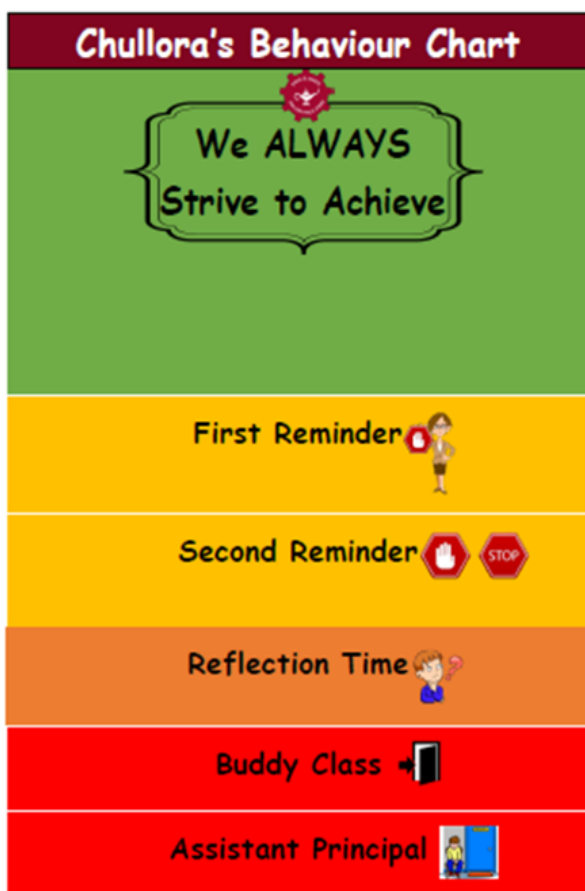 Chullora's Behaviour Chart
We ALWAYS
Strive to Achieve
First Reminder
Second Reminder
STOP
Reflection Time
Buddy Class
Assistant Principal